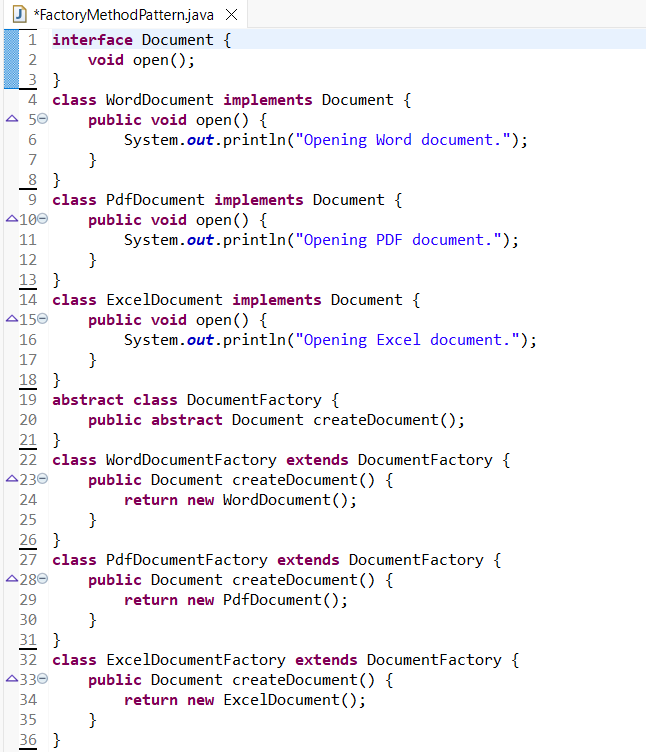 *FactoryMethodPattern.java
1 interface Document {
2     void open();
3 }
4 class WordDocument implements Document {
5     public void open() {
6         System.out.println("Opening Word document.");
7     }
8 }
9 class PdfDocument implements Document {
10     public void open() {
11         System.out.println("Opening PDF document.");
12     }
13 }
14 class ExcelDocument implements Document {
15     public void open() {
16         System.out.println("Opening Excel document.");
17     }
18 }
19 abstract class DocumentFactory {
20     public abstract Document createDocument();
21 }
22 class WordDocumentFactory extends DocumentFactory {
23     public Document createDocument() {
24         return new WordDocument();
25     }
26 }
27 class PdfDocumentFactory extends DocumentFactory {
28     public Document createDocument() {
29         return new PdfDocument();
30     }
31 }
32 class ExcelDocumentFactory extends DocumentFactory {
33     public Document createDocument() {
34         return new ExcelDocument();
35     }
36 }